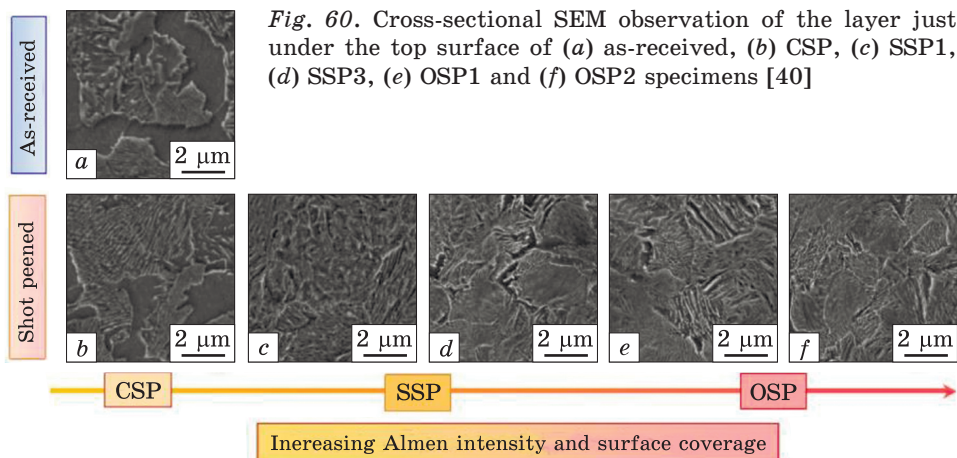 Fig. 60. Cross-sectional SEM observation of the layer just
under the top surface of (a) as-received, (b) CSP, (c) SSP1,
(d) SSP3, (e) OSP1 and (f) OSP2 specimens [40]
As-received
a 2 μm
Shot peened
b 2 μm c 2 μm d 2 μm e 2 μm f 2 μm
CSP SSP OSP
Inereasing Almen intensity and surface coverage